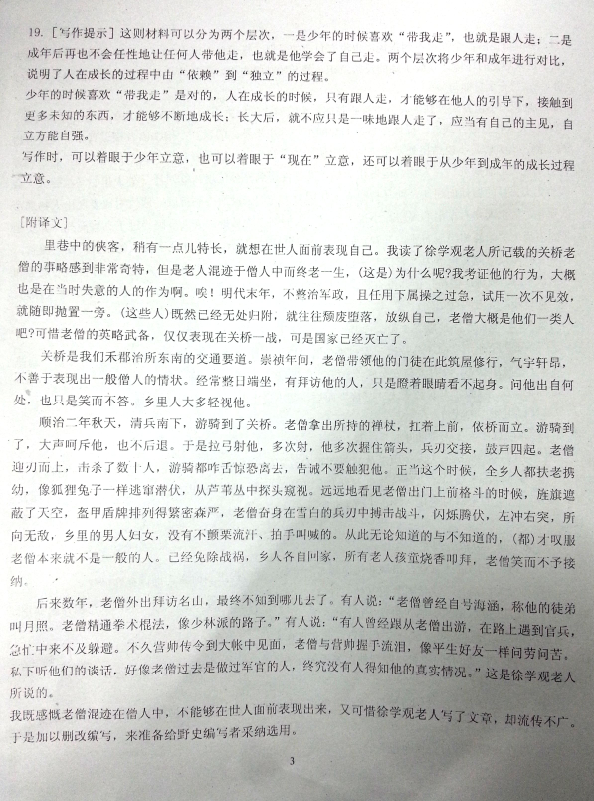 19. [写作提示] 这则材料可以分为两个层次，一是少年的时候喜欢“带我走”，也就是跟人走；二是
成年后再也不会任性地让任何人带他走，也就是他学会了自己走。两个层次将少年和成年进行对比，
说明了人在成长的过程中由“依赖”到“独立”的过程。
少年的时候喜欢“带我走”是对的，人在成长的时候，只有跟人走，才能够在他人的引导下，接触到
更多未知的东西，才能够不断地成长；长大后，就不应只是一味地跟人走了，应当有自己的主见，自
立方能自强。
写作时，可以着眼于少年立意，也可以着眼于“现在”立意，还可以着眼于从少年到成年的成长过程
立意。
[附译文]
里巷中的侠客，稍有一点儿特长，就想在世人面前表现自己。我读了徐学观老人所记载的关桥老
僧的事略感到非常奇特，但是老人混迹于僧人中而终老一生，(这是)为什么呢?我考证他的行为，大概
也是在当时失意的人的作为啊。唉！明代末年，不整治军政，且任用下属操之过急，试用一次不见效，
就随即抛置一旁。(这些人)既然已经无处归附，就往往颓废堕落，放纵自己，老僧大概是他们一类人
吧?可惜老僧的英略武备，仅仅表现在关桥一战，可是国家已经灭亡了。
关桥是我们禾郡治所东南的交通要道。崇祯年间，老僧带领他的门徒在此筑屋修行，气宇轩昂，
不善于表现出一般僧人的情状。经常整日端坐，有拜访他的人，只是瞪着眼睛看不起身。问他出自何
处，也只是笑而不答。乡里人大多轻视他。
顺治二年秋天，清兵南下，游骑到了关桥。老僧拿出所持的禅杖，扛着上前，依桥而立。游骑到
了，大声呵斥他，也不后退。于是拉弓射他，多次射，他多次握住箭头，兵刃交接，鼓声四起。老僧
迎刃而上，击杀了数十人，游骑都咋舌惊恐离去，告诫不要触犯他。正当这个时候，全乡人都扶老携
幼，像狐狸兔子一样逃窜潜伏，从芦苇丛中探头窥视。远远地看见老僧出门上前格斗的时候，旌旗遮
蔽了天空，盔甲盾牌排列得繁密森严，老僧奋身在雪白的兵刃中搏击战斗，闪烁腾伏，左冲右突，所
向无敌，乡里的男人妇女，没有不颤栗流汗、拍手叫喊的。从此无论知道的与不知道的，(都)才叹服
老僧本来就不是一般的人。已经免除战祸，乡人各自回家，所有老人孩童烧香叩拜，老僧笑而不予接
纳。
后来数年，老僧外出拜访名山，最终不知到哪儿去了。有人说：“老僧曾经自号海涵，称他的徒弟
叫月照。老僧精通拳术棍法，像少林派的路子。”有人说：“有人曾经跟从老僧出游，在路上遇到官兵，
急忙中来不及躲避。不久营帅传令到大帐中见面，老僧与营帅握手流泪，像平生好友一样问劳问苦。
私下听他们的谈话，好像老僧过去是做过军官的人，终究没有人得知他的真实情况。”这是徐学观老人
所说的。
我既感慨老僧混迹在僧人中，不能够在世人面前表现出来，又可惜徐学观老人写了文章，却流传不广。
于是加以删改编写，来准备给野史编写者采纳选用。
3